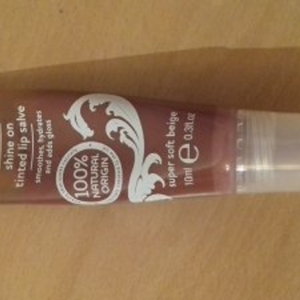 shine on
tinted lip salve
smoothes, hydrates
and adds gloss
100%
NATURAL
ORIGIN
super soft beige
10ml e 0.3fl.oz